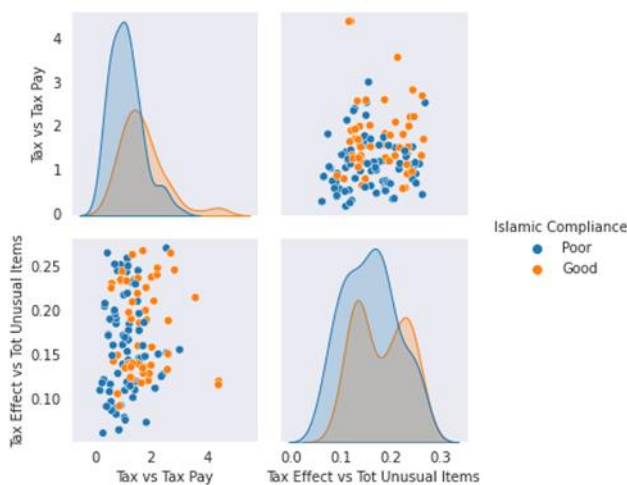 Tax vs Tax Pay
4
3
2
1
0
Islamic Compliance
Poor
Good
Tax Effect vs Tot Unusual Items
0.25
0.20
0.15
0.10
0 2 4
Tax vs Tax Pay
0.0 0.1 0.2 0.3
Tax Effect vs Tot Unusual Items